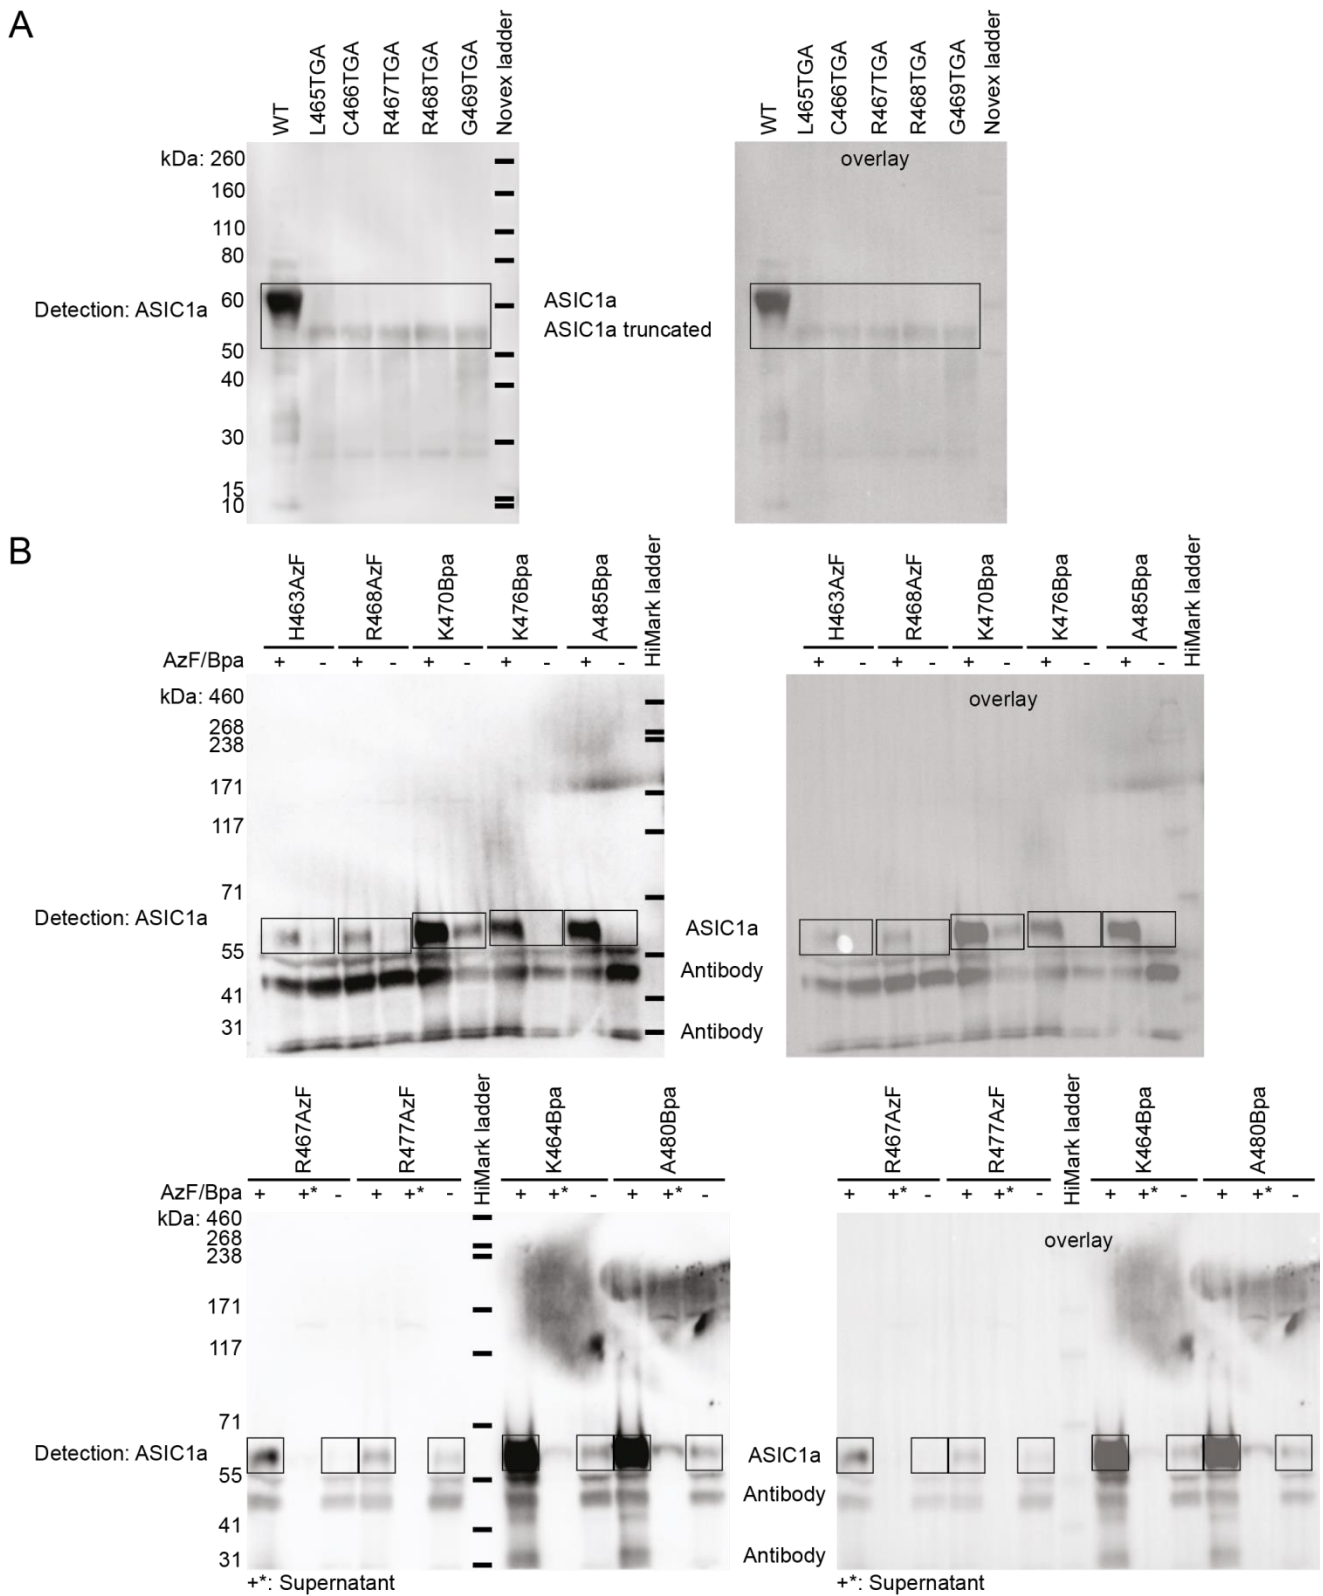 A
WT L465TGA C466TGA R467TGA R468TGA G469TGA Novex ladder
WT L465TGA C466TGA R467TGA R468TGA G469TGA Novex ladder
kDa: 260
160
110
80
60
50
40
30
15
10
Detection: ASIC1a
ASIC1a
ASIC1a truncated
overlay
B
H463AzF R468AzF K470Bpa K476Bpa A485Bpa HiMark ladder
H463AzF R468AzF K470Bpa K476Bpa A485Bpa HiMark ladder
AzF/Bpa + - + - + - + - + -
+ - + - + - + - + -
kDa: 460
268
238
171
117
71
55
41
31
Detection: ASIC1a
ASIC1a
Antibody
Antibody
overlay
R467AzF R477AzF HiMark ladder K464Bpa A480Bpa
R467AzF R477AzF HiMark ladder K464Bpa A480Bpa
AzF/Bpa + +* - + +* - + +* - + +* -
+ +* - + +* - + +* - + +* -
kDa: 460
268
238
171
117
71
55
41
31
Detection: ASIC1a
ASIC1a
Antibody
Antibody
overlay
+*: Supernatant
+*: Supernatant